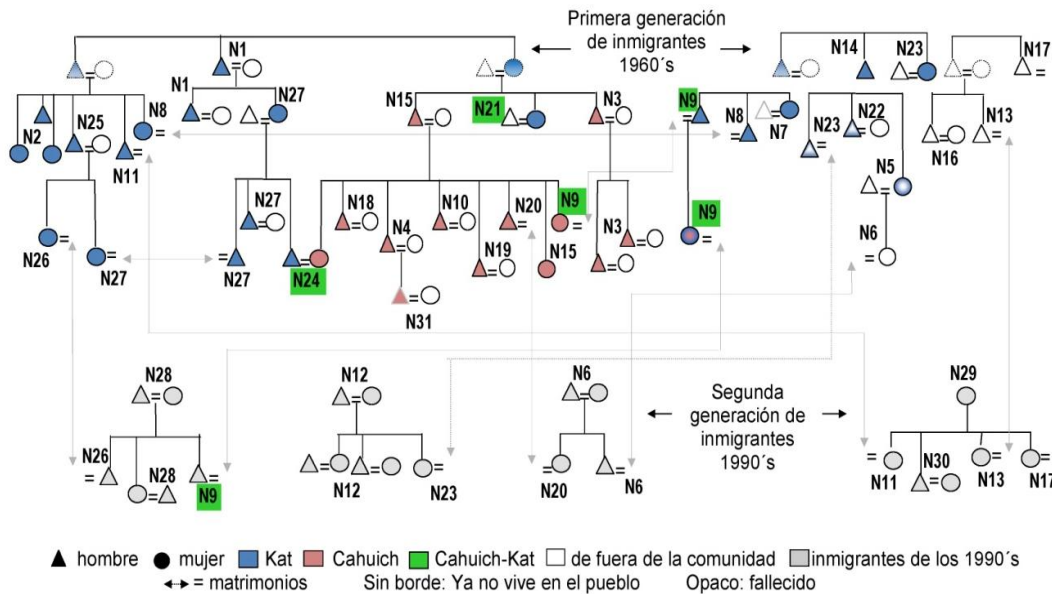 Primera generación
de inmigrantes
1960´s
N1
N14
N23
N17
N1
N27
N8
N2
N25
N11
N15
N21
N3
N9
N8
N7
N23
N22
N13
N16
N5
N6
N26
N27
N27
N27
N24
N18
N4
N10
N19
N20
N9
N15
N3
N9
N31
N28
N12
N6
Segunda
generación de
inmigrantes
1990´s
N29
N26
N28
N9
N12
N23
N20
N6
N11
N30
N13
N17
hombre mujer Kat Cahuich Cahuich-Kat de fuera de la comunidad inmigrantes de los 1990´s
= matrimonios Sin borde: Ya no vive en el pueblo Opaco: fallecido